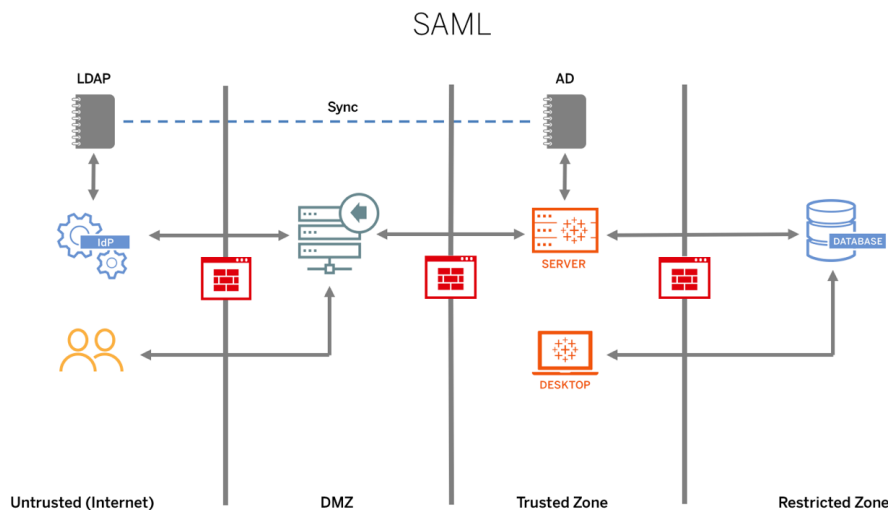 SAML
LDAP
AD
Sync
IdP
SERVER
DATABASE
DESKTOP
Untrusted (Internet)
DMZ
Trusted Zone
Restricted Zone